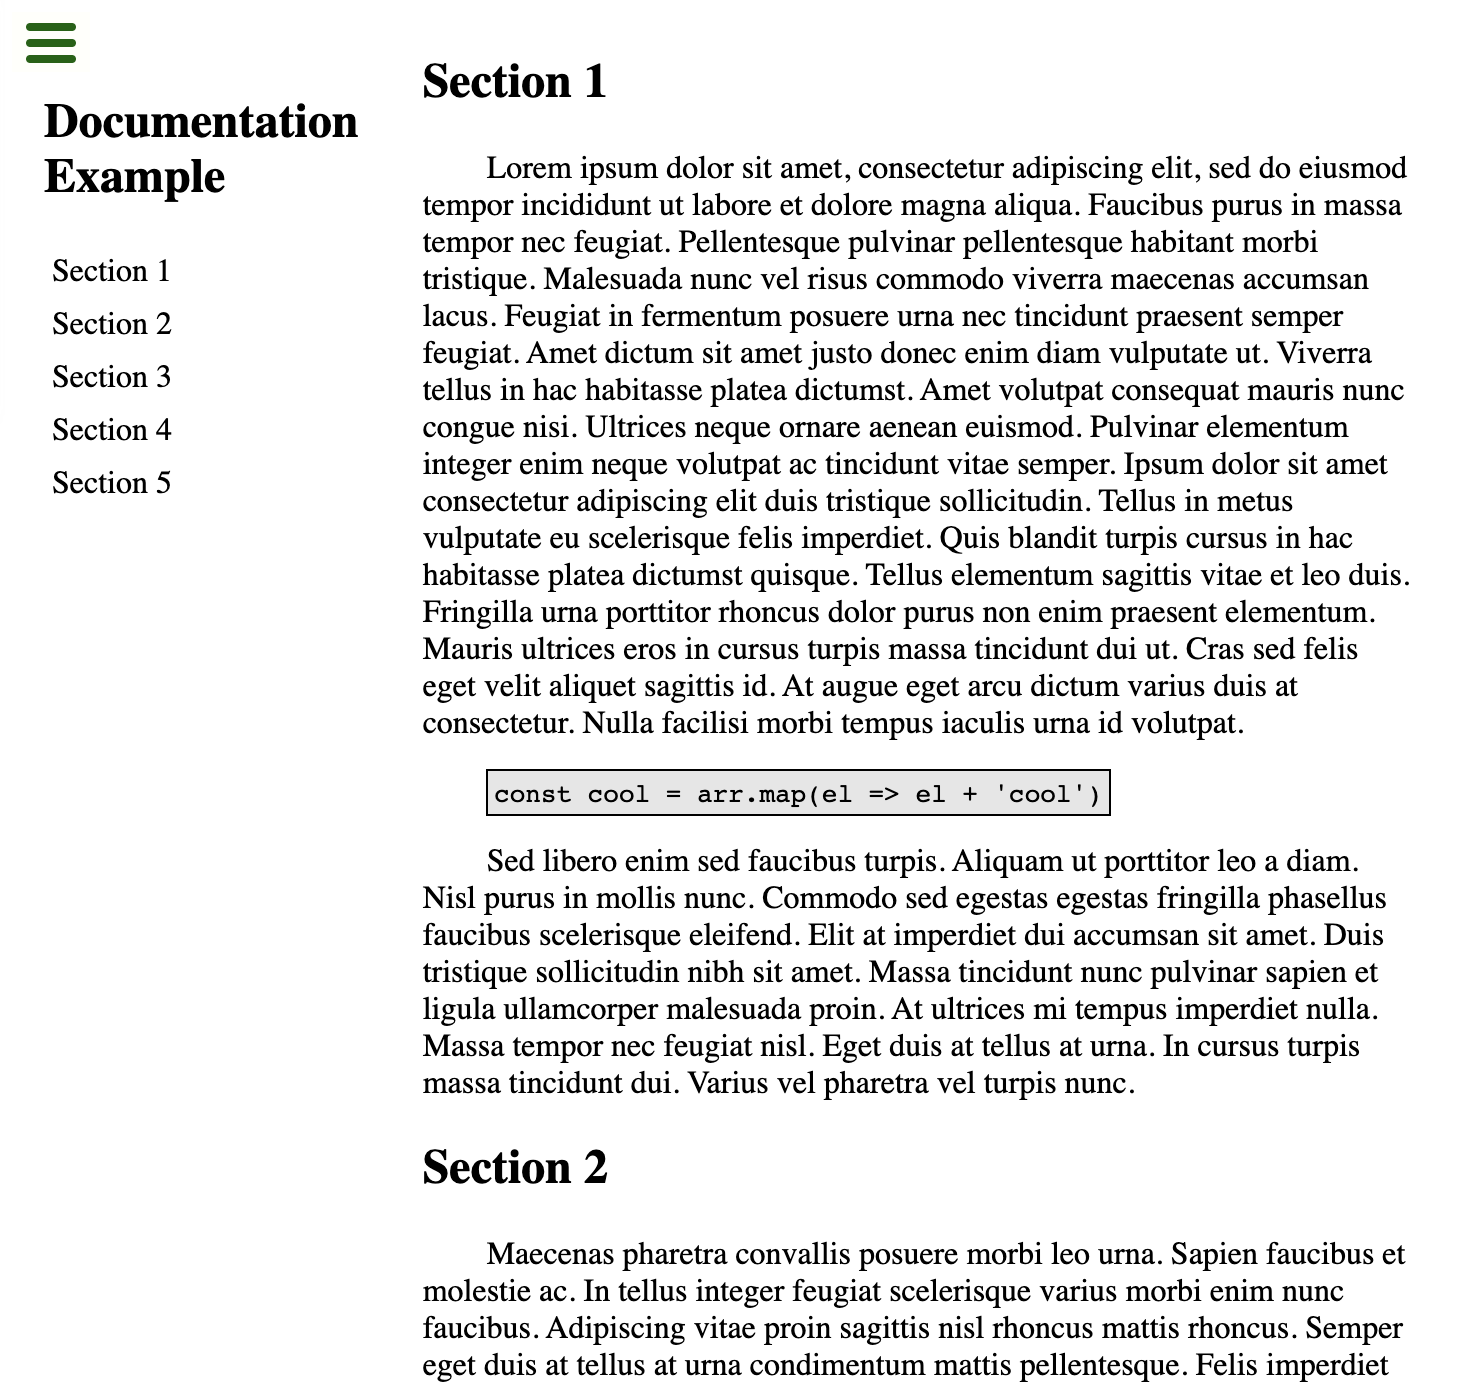 Documentation
Example
Section 1
Section 2
Section 3
Section 4
Section 5
Section 1
Lorem ipsum dolor sit amet, consectetur adipiscing elit, sed do eiusmod
tempor incididunt ut labore et dolore magna aliqua. Faucibus purus in massa
tempor nec feugiat. Pellentesque pulvinar pellentesque habitant morbi
tristique. Malesuada nunc vel risus commodo viverra maecenas accumsan
lacus. Feugiat in fermentum posuere urna nec tincidunt praesent semper
feugiat. Amet dictum sit amet justo donec enim diam vulputate ut. Viverra
tellus in hac habitasse platea dictumst. Amet volutpat consequat mauris nunc
congue nisi. Ultrices neque ornare aenean euismod. Pulvinar elementum
integer enim neque volutpat ac tincidunt vitae semper. Ipsum dolor sit amet
consectetur adipiscing elit duis tristique sollicitudin. Tellus in metus
vulputate eu scelerisque felis imperdiet. Quis blandit turpis cursus in hac
habitasse platea dictumst quisque. Tellus elementum sagittis vitae et leo duis.
Fringilla urna porttitor rhoncus dolor purus non enim praesent elementum.
Mauris ultrices eros in cursus turpis massa tincidunt dui ut. Cras sed felis
eget velit aliquet sagittis id. At augue eget arcu dictum varius duis at
consectetur. Nulla facilisi morbi tempus iaculis urna id volutpat.
const cool = arr.map(el => el + 'cool')
Sed libero enim sed faucibus turpis. Aliquam ut porttitor leo a diam.
Nisl purus in mollis nunc. Commodo sed egestas egestas fringilla phasellus
faucibus scelerisque eleifend. Elit at imperdiet dui accumsan sit amet. Duis
tristique sollicitudin nibh sit amet. Massa tincidunt nunc pulvinar sapien et
ligula ullamcorper malesuada proin. At ultrices mi tempus imperdiet nulla.
Massa tempor nec feugiat nisl. Eget duis at tellus at urna. In cursus turpis
massa tincidunt dui. Varius vel pharetra vel turpis nunc.
Section 2
Maecenas pharetra convallis posuere morbi leo urna. Sapien faucibus et
molestie ac. In tellus integer feugiat scelerisque varius morbi enim nunc
faucibus. Adipiscing vitae proin sagittis nisl rhoncus mattis rhoncus. Semper
eget duis at tellus at urna condimentum mattis pellentesque. Felis imperdiet